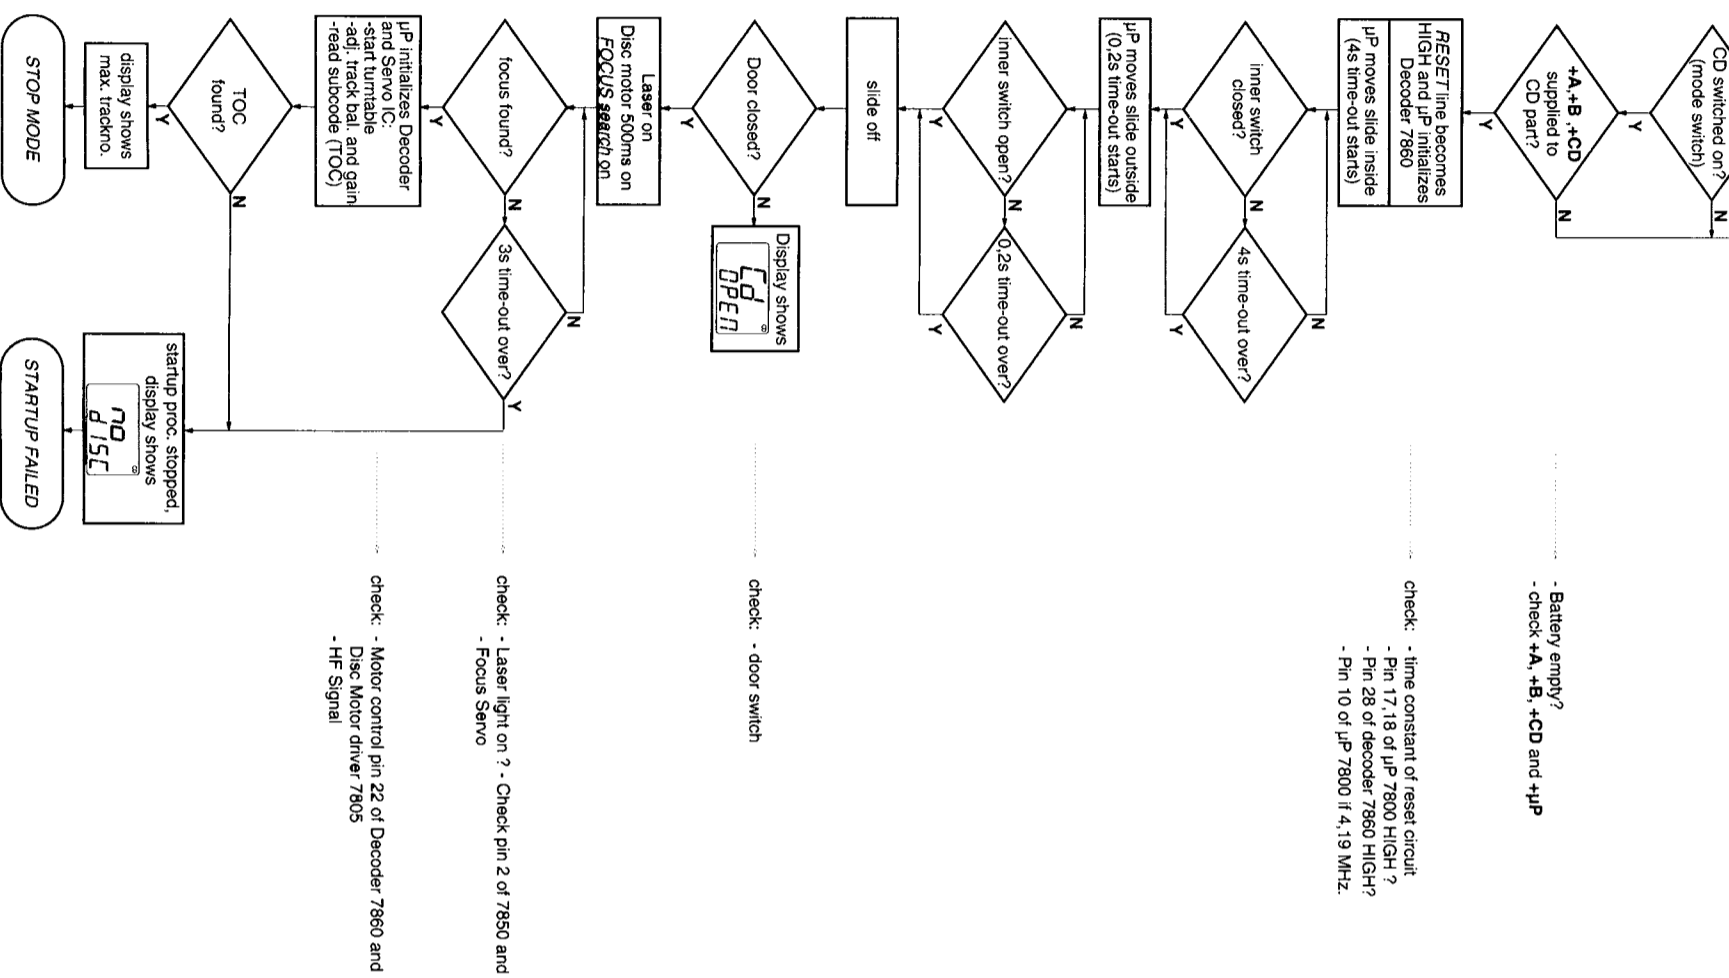 CD switched on?
(mode switch)
N
Y
+A,+B ,+CD
supplied to
CD part?
N
Y
- Battery empty?
- check +A, +B, +CD and +µP
RESET line becomes
HIGH and µP initializes
Decoder 7860
µP moves slide inside
(4s time-out starts)
check: - time constant of reset circuit
- Pin 17,18 of µP 7800 HIGH ?
- Pin 28 of decoder 7860 HIGH?
- Pin 10 of µP 7800 if 4,19 MHz.
inner switch
closed?
N
Y
4s time-out over?
N
Y
µP moves slide outside
(0,2s time-out starts)
inner switch open?
N
Y
0,2s time-out over?
N
Y
slide off
Door closed?
N
Y
Display shows
Cd
OPEN
check: - door switch
Laser on
Disc motor 500ms on
FOCUS search on
focus found?
N
Y
3s time-out over?
N
Y
check: - Laser light on ? - Check pin 2 of 7850 and
- Focus Servo
µP initializes Decoder
and Servo IC:
-start turntable
-adj. track bal. and gain
-read subcode (TOC)
check: - Motor control pin 22 of Decoder 7860 and
Disc Motor driver 7805
- HF Signal
TOC
found?
N
Y
display shows
max. trackno.
startup proc. stopped,
display shows
no
dISC
STOP MODE
STARTUP FAILED